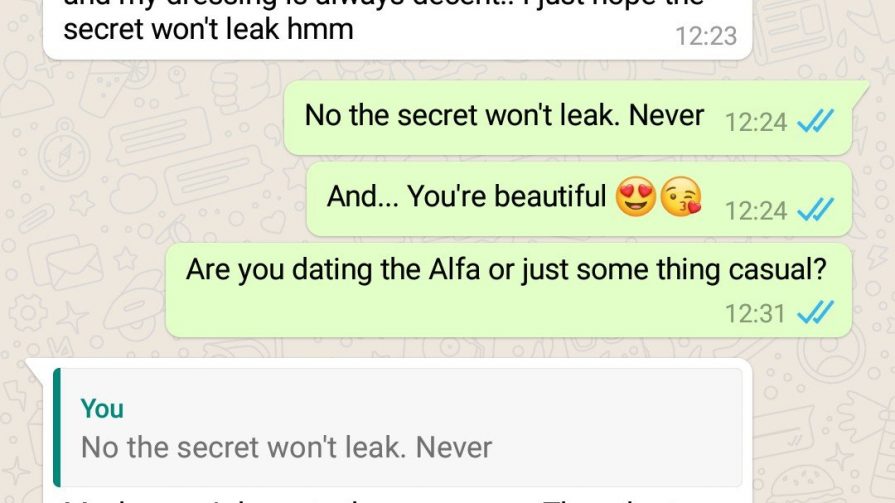 and my dressing is always decent.. I just hope the
secret won't leak hmm
12:23
No the secret won't leak. Never 12:24
And... You're beautiful 😍😘 12:24
Are you dating the Alfa or just some thing casual?
12:31
You
No the secret won't leak. Never